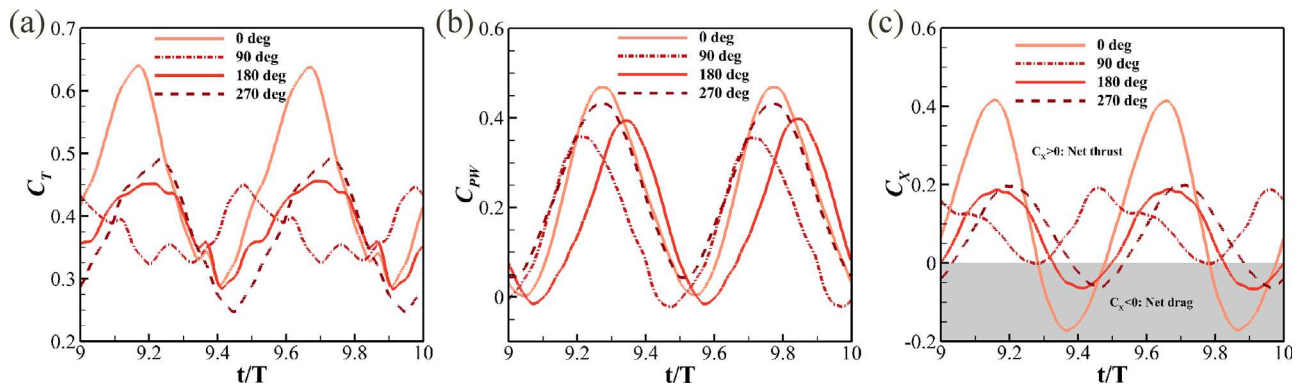 (a)
0.7
0.6
0.5
0.4
0.3
0.2
C_T
0 deg
90 deg
180 deg
270 deg
9
9.2
9.4
9.6
9.8
10
t/T
(b)
0.6
0.4
0.2
0
C_PW
0 deg
90 deg
180 deg
270 deg
9
9.2
9.4
9.6
9.8
10
t/T
(c)
0.6
0.4
0.2
0
-0.2
C_X
0 deg
90 deg
180 deg
270 deg
C_X>0: Net thrust
C_X<0: Net drag
9
9.2
9.4
9.6
9.8
10
t/T